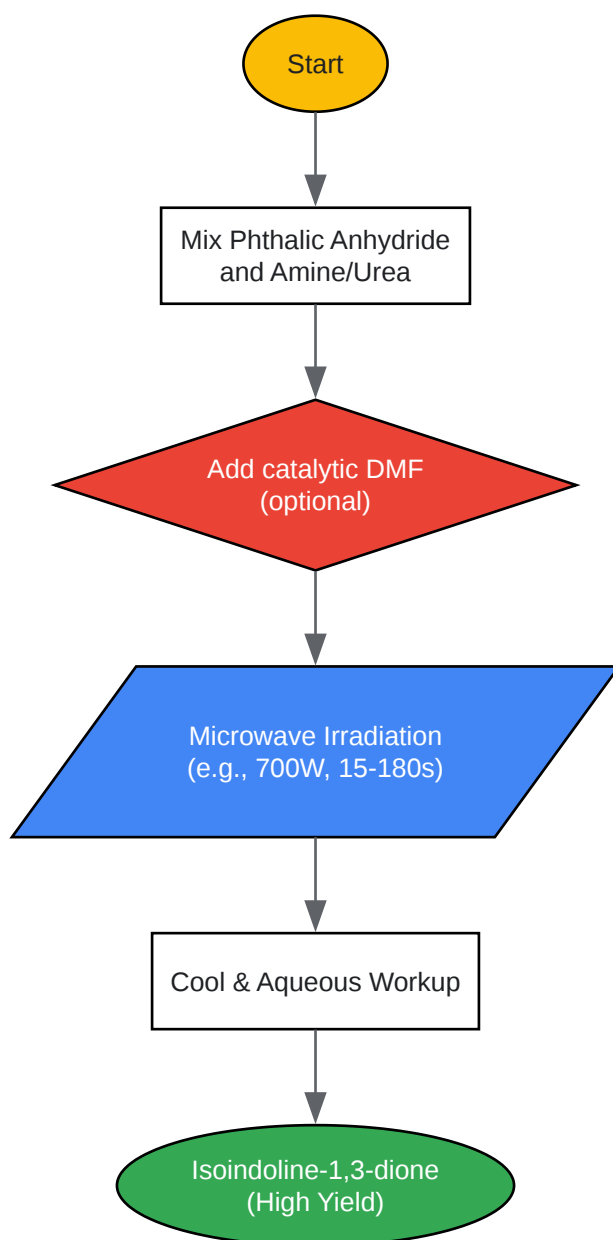 Start
Mix Phthalic Anhydride
and Amine/Urea
Add catalytic DMF
(optional)
Microwave Irradiation
(e.g., 700W, 15-180s)
Cool & Aqueous Workup
Isoindoline-1,3-dione
(High Yield)